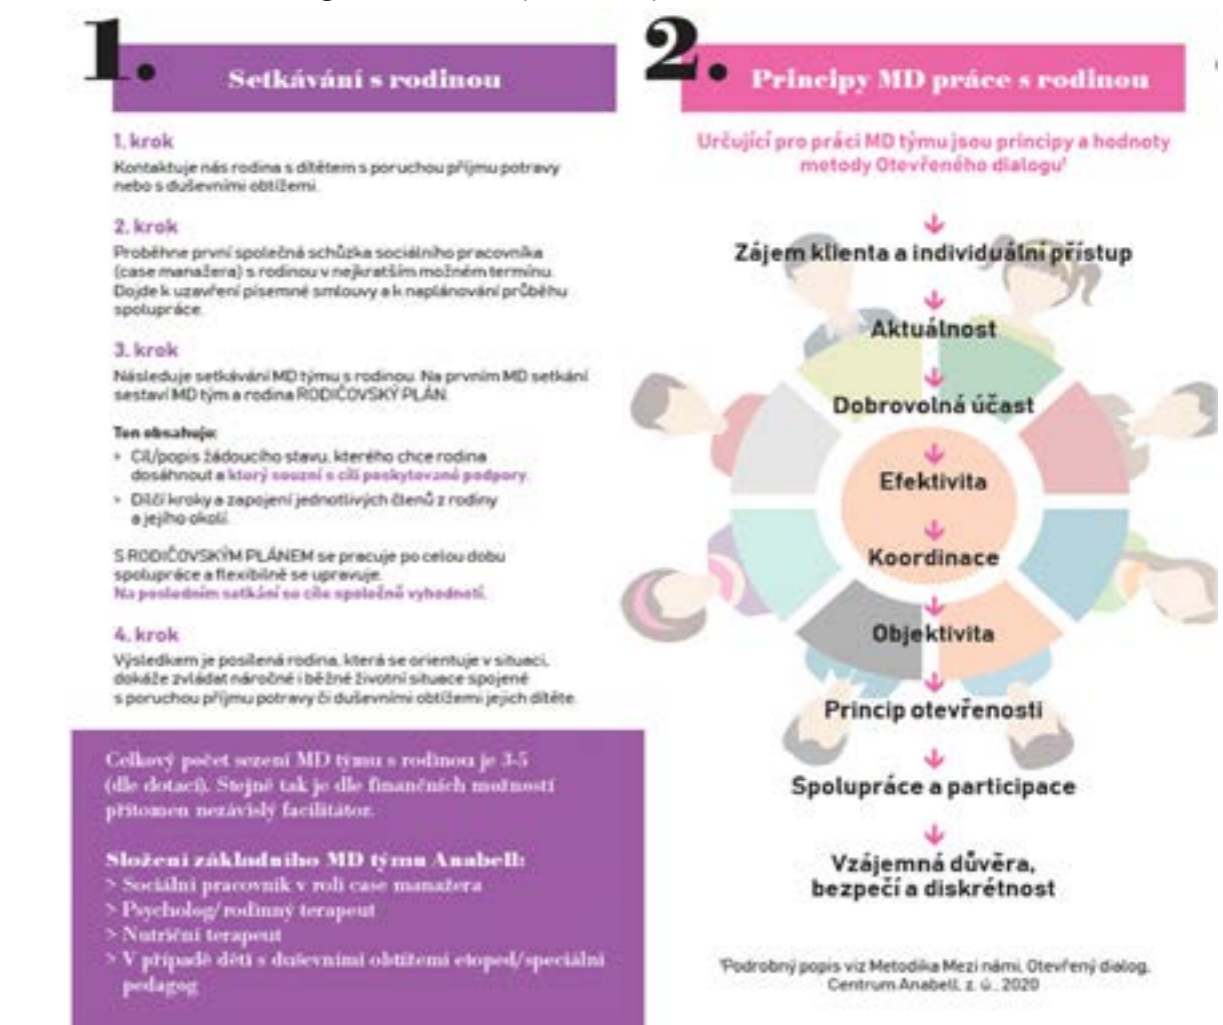 1.
Setkávání s rodinou
1. krok
Kontaktuje nás rodina s dítětem s poruchou příjmu potravy
nebo s duševními obtížemi.
2. krok
Proběhne první společná schůzka sociálního pracovníka
(case manažera) s rodinou v nejkratším možném termínu.
Dojde k uzavření písemné smlouvy a k naplánování průběhu
spolupráce.
3. krok
Následuje setkávání MD týmu s rodinou. Na prvním MD setkání
sestaví MD tým a rodina RODIČOVSKÝ PLÁN.
Ten obsahuje:
» Cíl/popis žádoucího stavu, kterého chce rodina
dosáhnout a který souzní s cíli poskytované podpory.
» Dílčí kroky a zapojení jednotlivých členů z rodiny
a jejího okolí.
S RODIČOVSKÝM PLÁNEM se pracuje po celou dobu
spolupráce a flexibilně se upravuje.
Na posledním setkání se cíle společně vyhodnotí.
4. krok
Výsledkem je posílená rodina, která se orientuje v situaci,
dokáže zvládat náročné i běžné životní situace spojené
s poruchou příjmu potravy či duševními obtížemi jejich dítěte.
Celkový počet sezení MD týmu s rodinou je 3-5
(dle dotací). Stejně tak je dle finančních možností
přítomen nezávislý facilitátor.
Složení základního MD týmu Anabell:
> Sociální pracovník v roli case manažera
> Psycholog/rodinný terapeut
> Nutriční terapeut
> V případě dětí s duševními obtížemi etoped/speciální
pedagog
2.
Principy MD práce s rodinou
Určující pro práci MD týmu jsou principy a hodnoty
metody Otevřeného dialogu¹
Zájem klienta a individuální přístup
Aktuálnost
Dobrovolná účast
Efektivita
Koordinace
Objektivita
Princip otevřenosti
Spolupráce a participace
Vzájemná důvěra,
bezpečí a diskrétnost
¹Podrobný popis viz Metodika Mezi námi, Otevřený dialog,
Centrum Anabell, z. ú., 2020